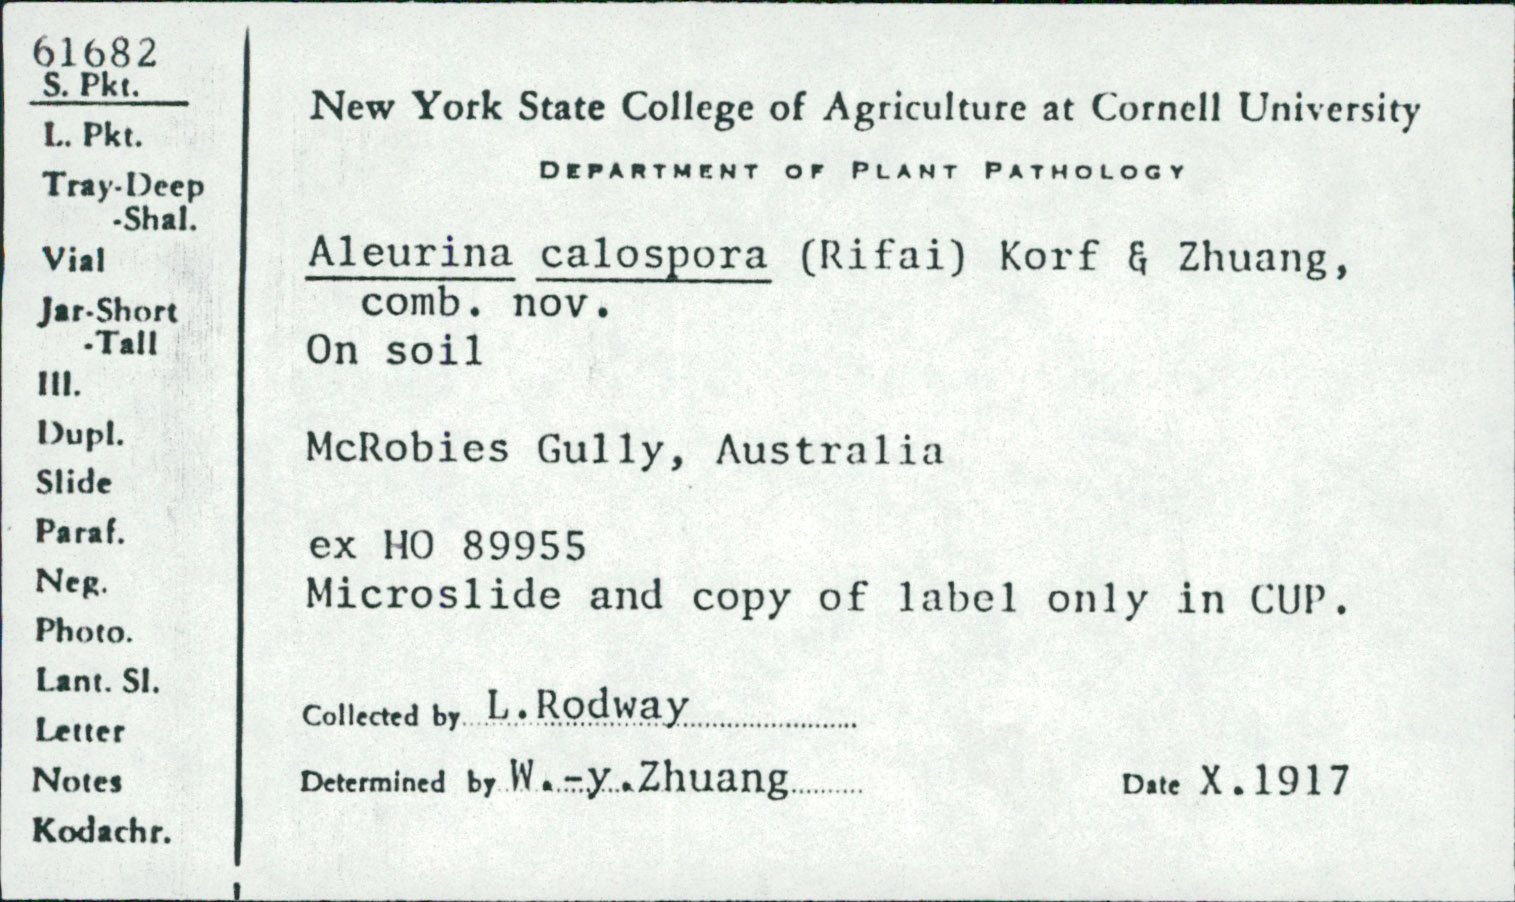 61682
S. Pkt.
L. Pkt.
Tray-Deep
-Shal.
Vial
Jar-Short
-Tall
Ill.
Dupl.
Slide
Paraf.
Neg.
Photo.
Lant. Sl.
Letter
Notes
Kodachr.
New York State College of Agriculture at Cornell University
DEPARTMENT OF PLANT PATHOLOGY
Aleurina calospora (Rifai) Korf & Zhuang,
comb. nov.
On soil
McRobies Gully, Australia
ex HO 89955
Microslide and copy of label only in CUP.
Collected by L.Rodway
Determined by W.-y.Zhuang Date X.1917